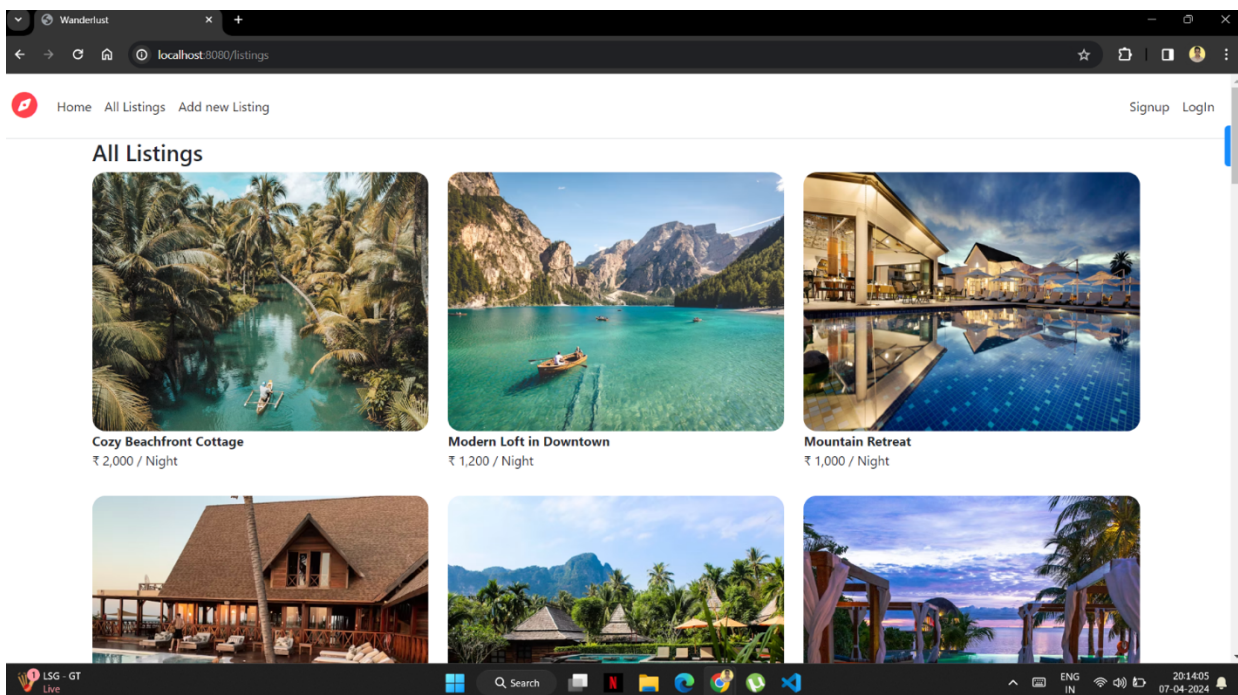 Wanderlust
localhost:8080/listings
Home All Listings Add new Listing Signup LogIn
All Listings
Cozy Beachfront Cottage
₹ 2,000 / Night
Modern Loft in Downtown
₹ 1,200 / Night
Mountain Retreat
₹ 1,000 / Night
1
LSG - GT
Live
Search
N
ENG
IN
20:14:05
07-04-2024